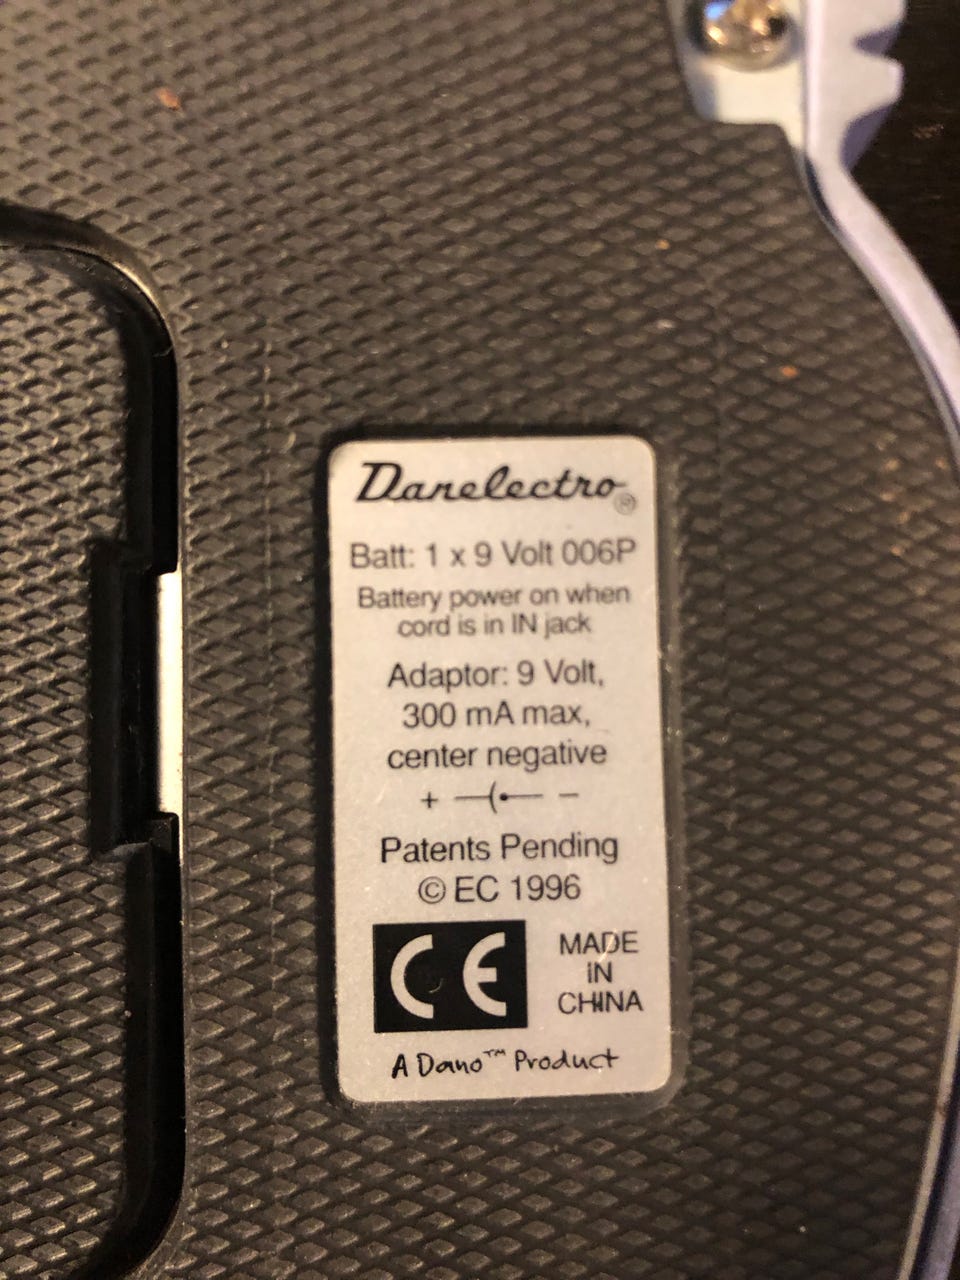 Danelectro®
Batt: 1 x 9 Volt 006P
Battery power on when
cord is in IN jack
Adaptor: 9 Volt,
300 mA max,
center negative
+ −
Patents Pending
© EC 1996
CE
MADE
IN
CHINA
A Dano™ Product